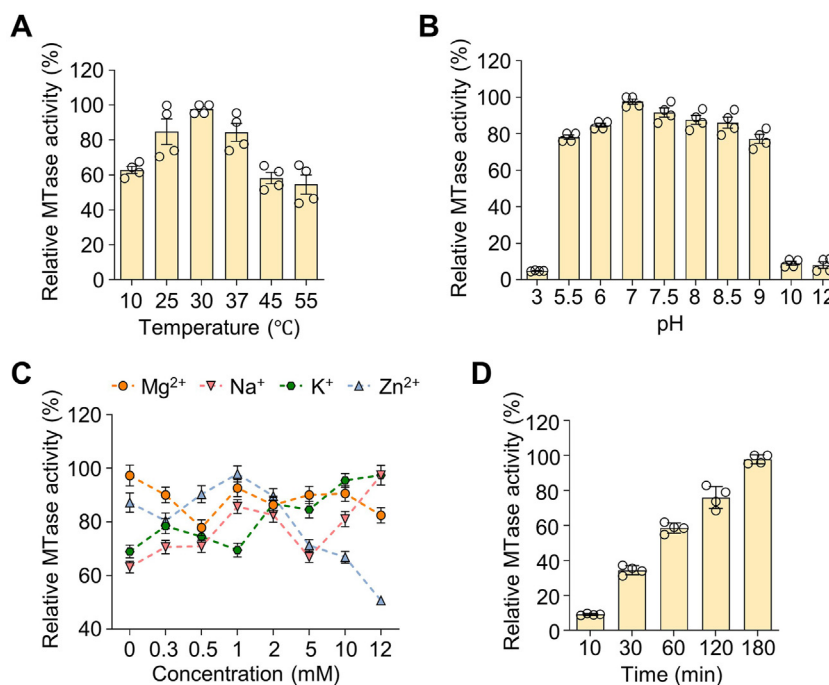 A
Relative MTase activity (%)
120
100
80
60
40
20
0
10 25 30 37 45 55
Temperature (℃)
B
Relative MTase activity (%)
120
100
80
60
40
20
0
3 5.5 6 7 7.5 8 8.5 9 10 12
pH
C
Mg²⁺ Na⁺ K⁺ Zn²⁺
Relative MTase activity (%)
120
100
80
60
40
0 0.3 0.5 1 2 5 10 12
Concentration (mM)
D
Relative MTase activity (%)
120
100
80
60
40
20
0
10 30 60 120 180
Time (min)